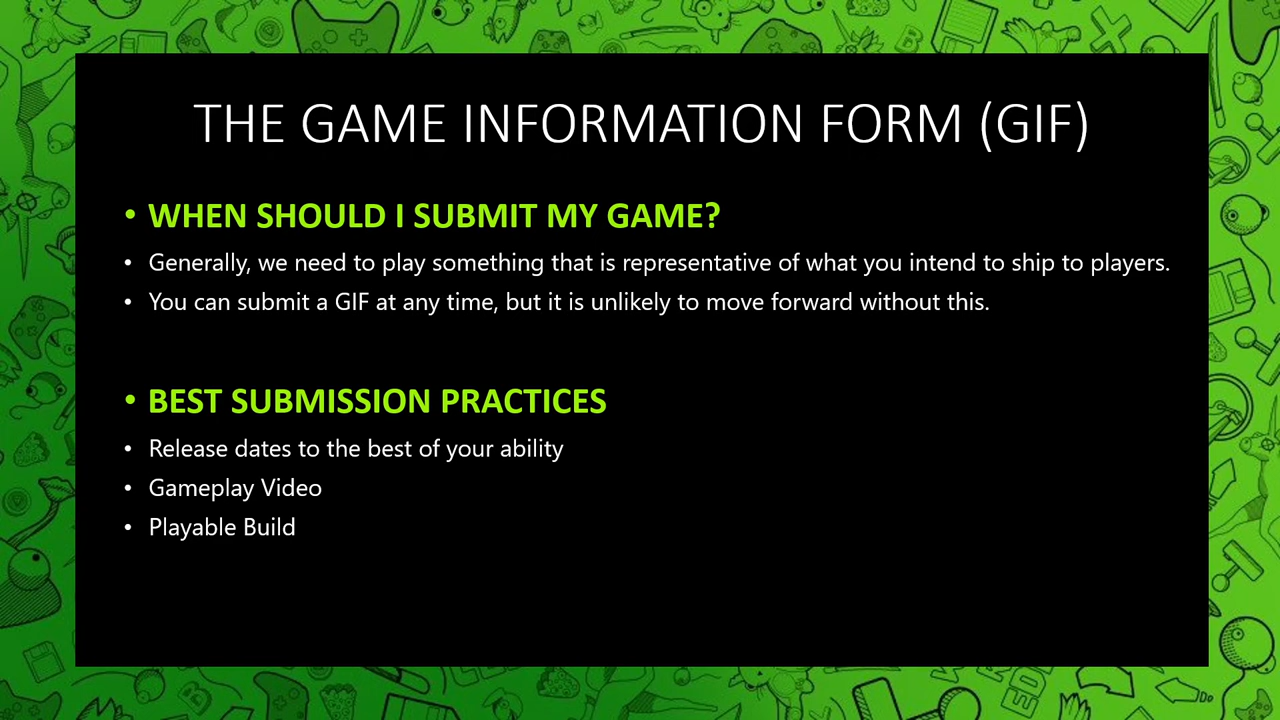 THE GAME INFORMATION FORM (GIF)
• WHEN SHOULD I SUBMIT MY GAME?
• Generally, we need to play something that is representative of what you intend to ship to players.
• You can submit a GIF at any time, but it is unlikely to move forward without this.
• BEST SUBMISSION PRACTICES
• Release dates to the best of your ability
• Gameplay Video
• Playable Build